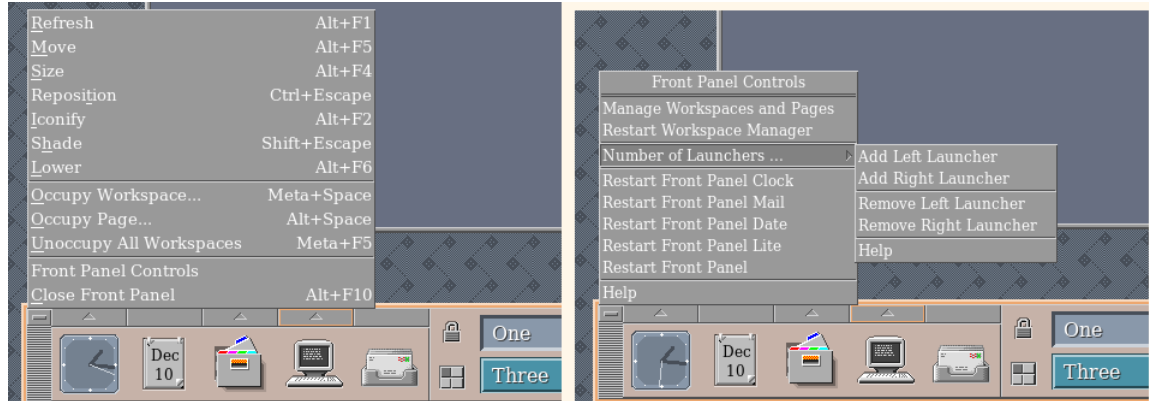 Refresh Alt+F1
Move Alt+F5
Size Alt+F4
Reposition Ctrl+Escape
Iconify Alt+F2
Shade Shift+Escape
Lower Alt+F6
Occupy Workspace... Meta+Space
Occupy Page... Alt+Space
Unoccupy All Workspaces Meta+F5
Front Panel Controls
Close Front Panel Alt+F10
Dec
10
One
Three
Front Panel Controls
Manage Workspaces and Pages
Restart Workspace Manager
Number of Launchers ...
Restart Front Panel Clock
Restart Front Panel Mail
Restart Front Panel Date
Restart Front Panel Lite
Restart Front Panel
Help
Add Left Launcher
Add Right Launcher
Remove Left Launcher
Remove Right Launcher
Help
Dec
10
One
Three